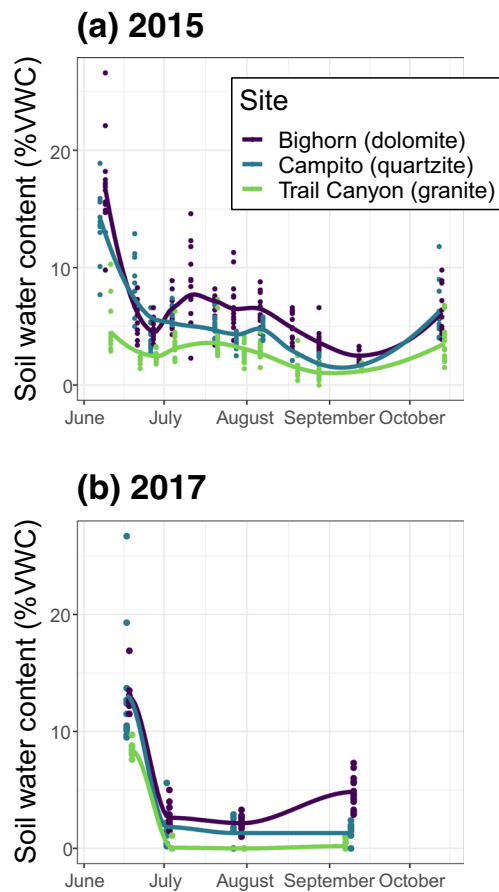 (a) 2015
Soil water content (%VWC)
20
10
0
Site
Bighorn (dolomite)
Campito (quartzite)
Trail Canyon (granite)
June July August September October
(b) 2017
Soil water content (%VWC)
20
10
0
June July August September October